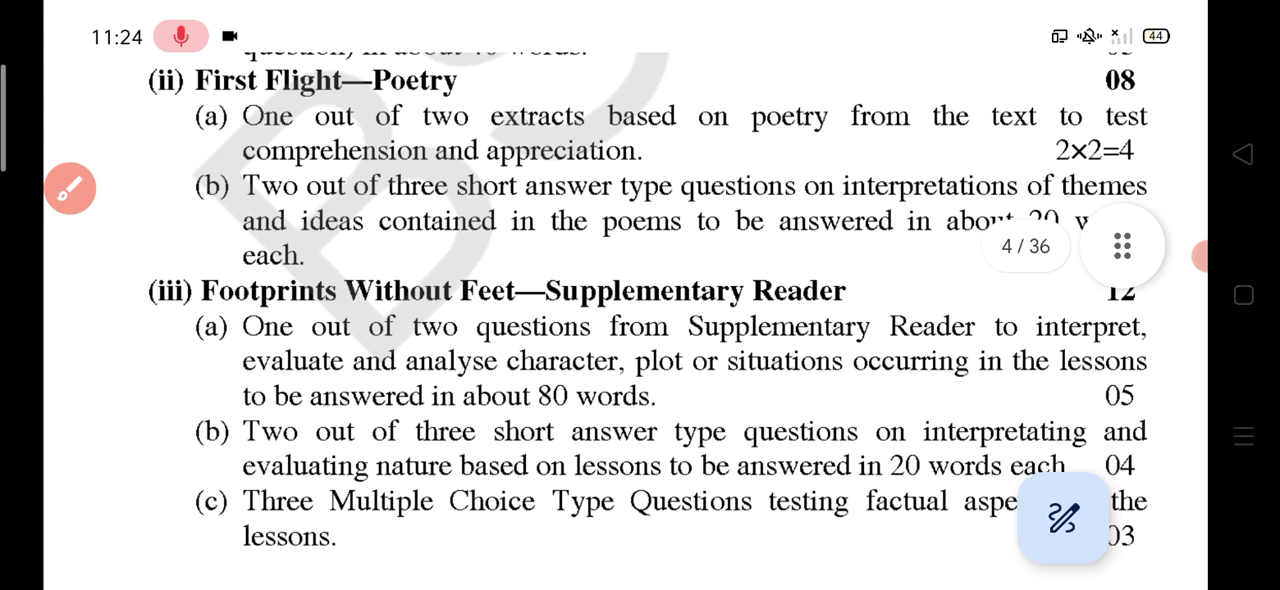 11:24
44
(ii) First Flight—Poetry 08
(a) One out of two extracts based on poetry from the text to test
comprehension and appreciation. 2×2=4
(b) Two out of three short answer type questions on interpretations of themes
and ideas contained in the poems to be answered in about 20
each.
4 / 36
(iii) Footprints Without Feet—Supplementary Reader 12
(a) One out of two questions from Supplementary Reader to interpret,
evaluate and analyse character, plot or situations occurring in the lessons
to be answered in about 80 words. 05
(b) Two out of three short answer type questions on interpretating and
evaluating nature based on lessons to be answered in 20 words each 04
(c) Three Multiple Choice Type Questions testing factual the
lessons. 03